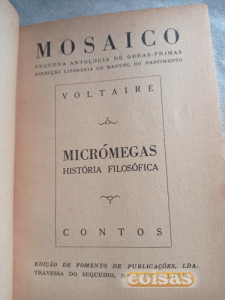 MOSAICO
PEQUENA ANTOLOGIA DE OBRAS-PRIMAS
DIRECÇÃO LITERÁRIA DE MANUEL DO NASCIMENTO
VOLTAIRE
MICRÓMEGAS
HISTÓRIA FILOSÓFICA
CONTOS
EDIÇÃO DE FOMENTO DE PUBLICAÇÕES, LDA.
TRAVESSA DO SEQUEIRO,
coisas